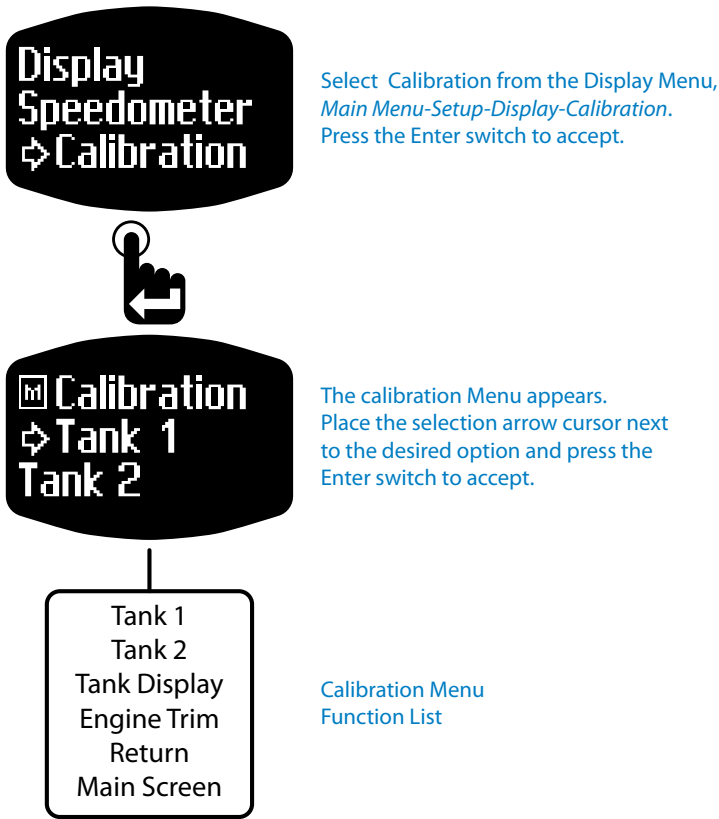 Display
Speedometer
Calibration
Select Calibration from the Display Menu,
Main Menu-Setup-Display-Calibration.
Press the Enter switch to accept.
M Calibration
Tank 1
Tank 2
The calibration Menu appears.
Place the selection arrow cursor next
to the desired option and press the
Enter switch to accept.
Tank 1
Tank 2
Tank Display
Engine Trim
Return
Main Screen
Calibration Menu
Function List